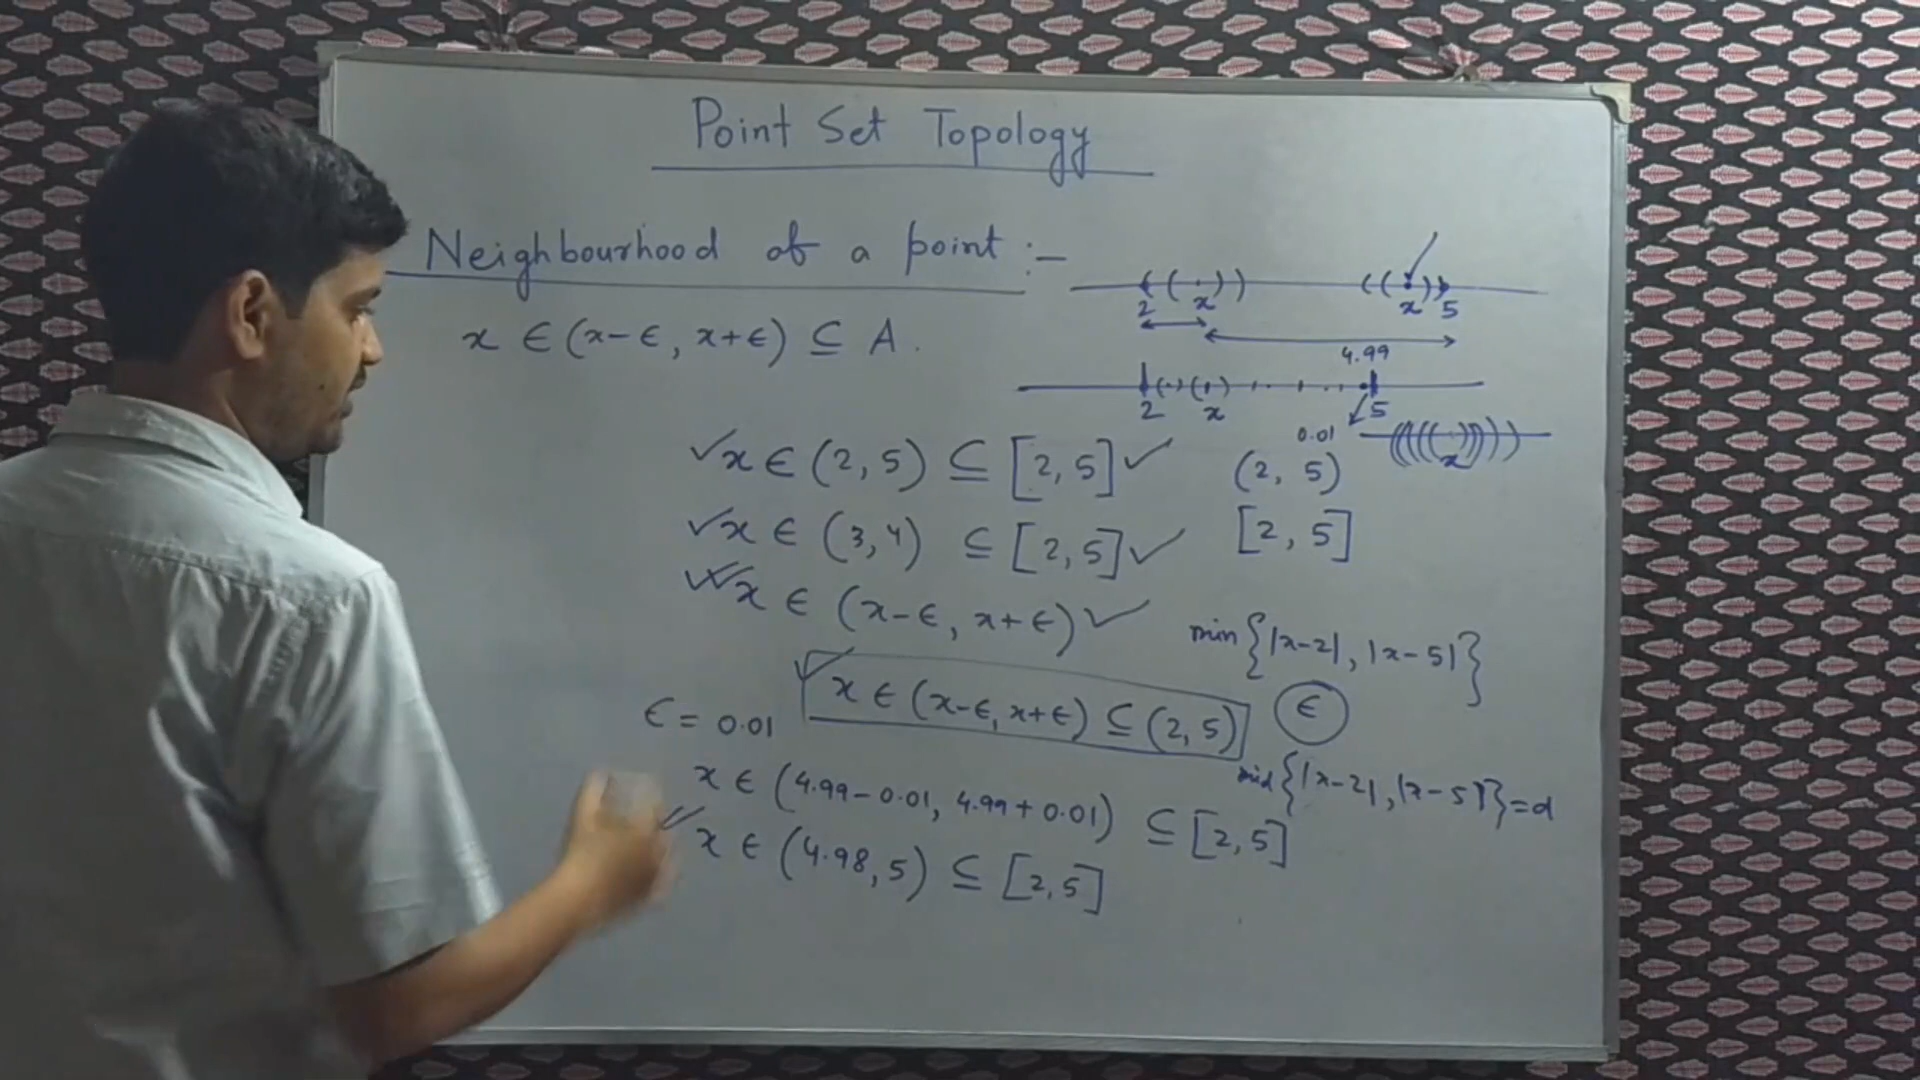 Point Set Topology
Neighbourhood of a point :-
x ∈ (x-ϵ, x+ϵ) ⊆ A.
2 x x 5
4.99
2 x 5
0.01
x
✓x ∈ (2, 5) ⊆ [2, 5] ✓
(2, 5)
✓x ∈ (3, 4) ⊆ [2, 5] ✓
[2, 5]
✓✓x ∈ (x-ϵ, x+ϵ) ✓
min {|x-2|, |x-5|}
✓ x ∈ (x-ϵ, x+ϵ) ⊆ (2, 5)
ϵ
ϵ = 0.01
{|x-2|, |x-5|} = d
x ∈ (4.99-0.01, 4.99+0.01) ⊆ [2, 5]
✓ x ∈ (4.98, 5) ⊆ [2, 5]